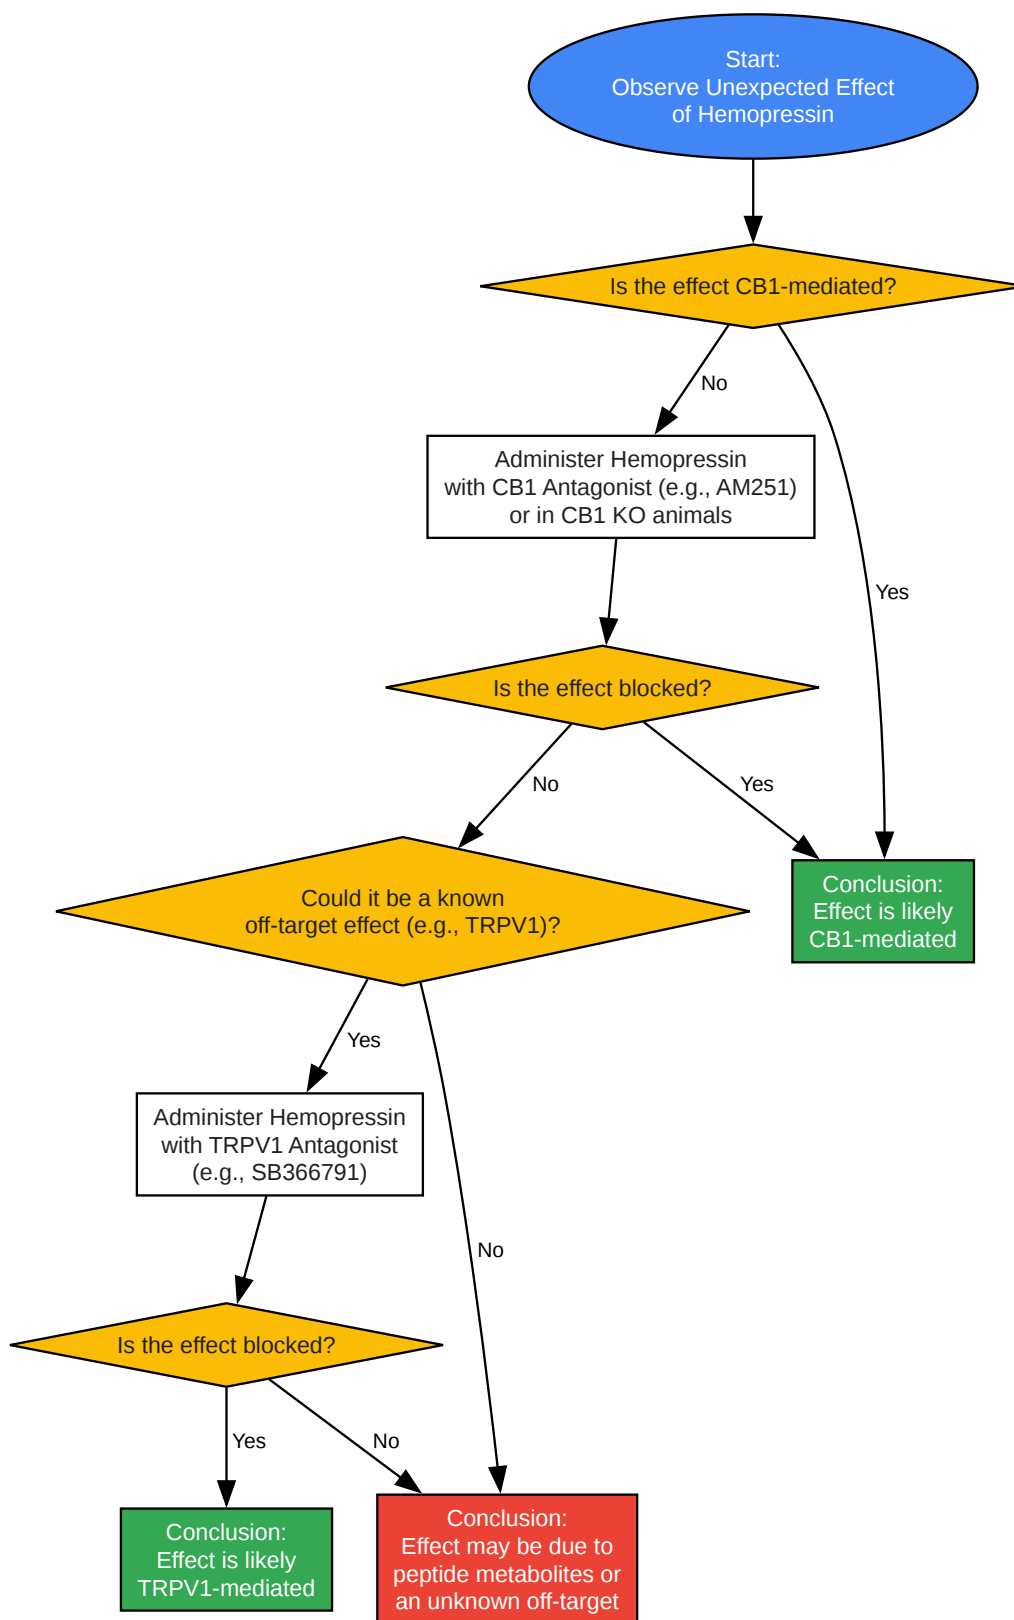 Start:
Observe Unexpected Effect
of Hemopressin
Is the effect CB1-mediated?
No
Administer Hemopressin
with CB1 Antagonist (e.g., AM251)
or in CB1 KO animals
Yes
Is the effect blocked?
No
Yes
Could it be a known
off-target effect (e.g., TRPV1)?
Conclusion:
Effect is likely
CB1-mediated
Yes
Administer Hemopressin
with TRPV1 Antagonist
(e.g., SB366791)
No
Is the effect blocked?
Yes
No
Conclusion:
Effect is likely
TRPV1-mediated
Conclusion:
Effect may be due to
peptide metabolites or
an unknown off-target